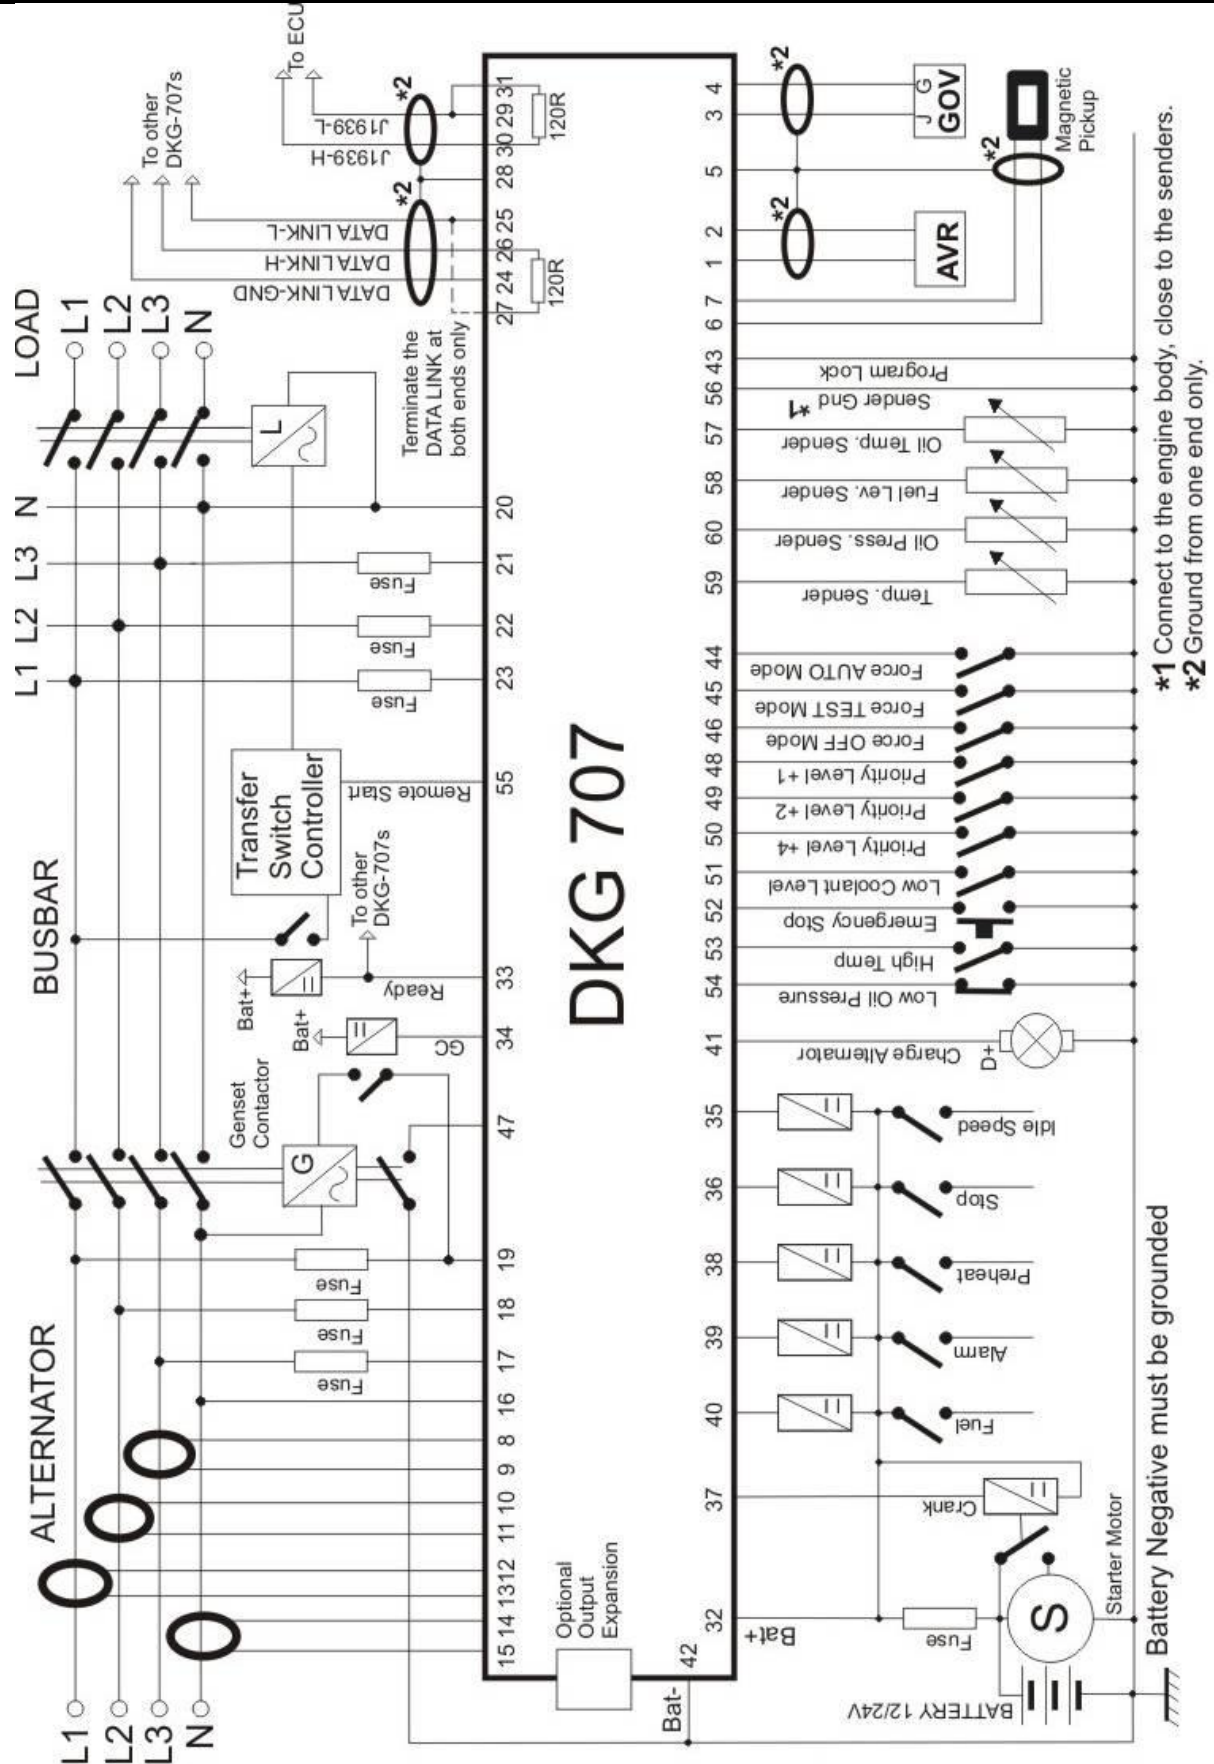 ALTERNATOR
BUSBAR
LOAD
L1
L2
L3
N
L1
L2
L3
N
L1
L2
L3
N
Genset
Contactor
G
Bat+
Bat+
Transfer
Switch
Controller
L
To other
DKG-707s
To other
DKG-707s
To ECU
Fuse
Fuse
Fuse
Fuse
Fuse
Fuse
GC
Ready
Remote Start
Terminate the
DATA LINK at
both ends only
DATA LINK-GND
DATA LINK-H
DATA LINK-L
J1939-H
J1939-L
*2
*2
15 14 13 12 11 10 9 8 16 17 18 19 47 34 33 55 23 22 21 20 27 24 26 25 28 30 29 31
120R
120R
Optional
Output
Expansion
DKG 707
42
32 37 40 39 38 36 35 41 54 53 52 51 50 49 48 46 45 44 59 60 58 57 56 43 6 7 1 2 5 3 4
Bat-
Bat+
Fuse
BATTERY 12/24V
S
Starter Motor
Crank
Fuel
Alarm
Preheat
Stop
Idle Speed
Charge Alternator
D+
Low Oil Pressure
High Temp
Emergency Stop
Low Coolant Level
Priority Level +4
Priority Level +2
Priority Level +1
Force OFF Mode
Force TEST Mode
Force AUTO Mode
Temp. Sender
Oil Press. Sender
Fuel Lev. Sender
Oil Temp. Sender
Sender Gnd *1
Program Lock
AVR
*2
J G
GOV
*2
*2
Magnetic
Pickup
Battery Negative must be grounded
*1 Connect to the engine body, close to the senders.
*2 Ground from one end only.